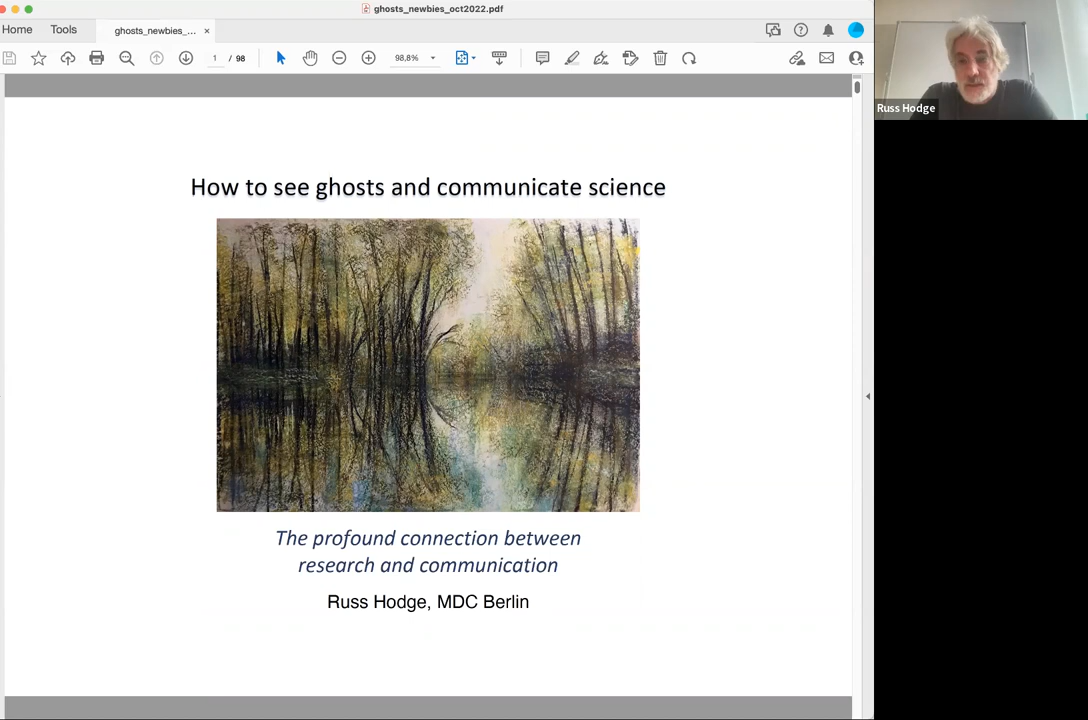 ghosts_newbies_oct2022.pdf
Home Tools ghosts_newbies_... ×
1 / 98 98,8%
Russ Hodge
How to see ghosts and communicate science
The profound connection between
research and communication
Russ Hodge, MDC Berlin